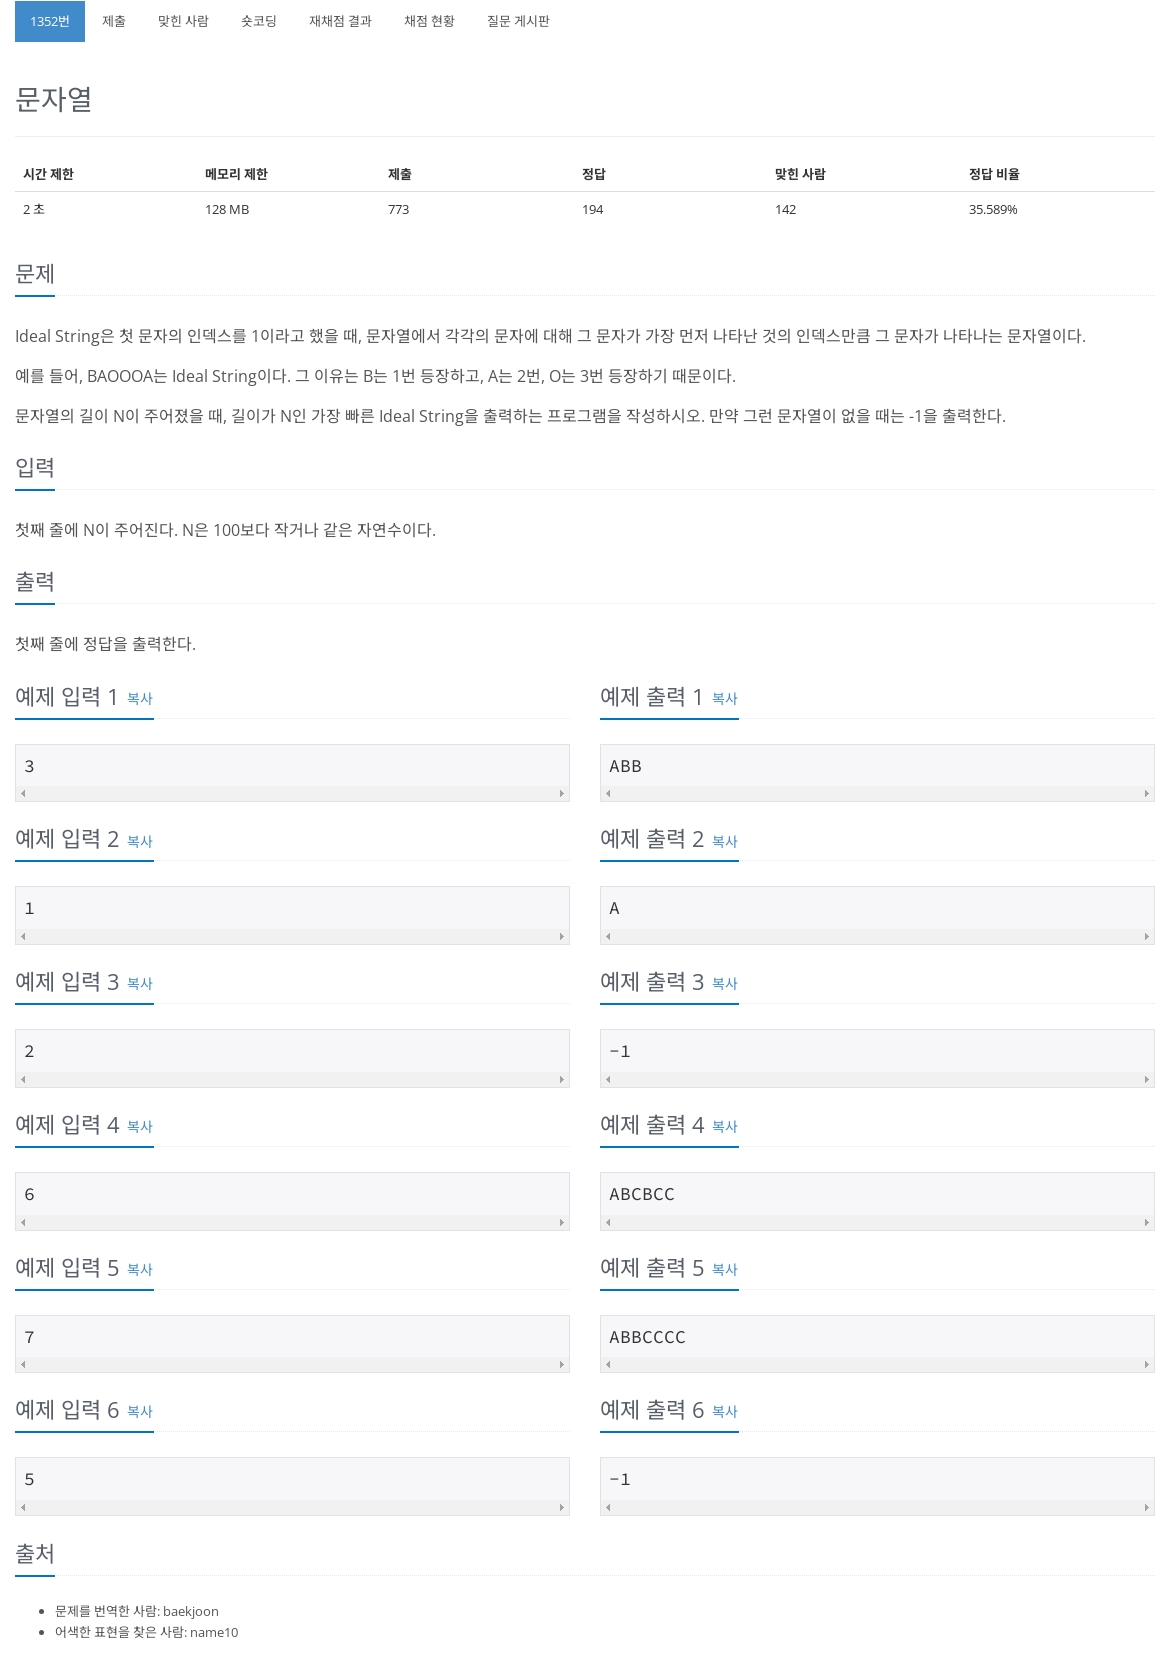 1352번 제출 맞힌 사람 숏코딩 재채점 결과 채점 현황 질문 게시판
문자열
시간 제한 메모리 제한 제출 정답 맞힌 사람 정답 비율
2 초 128 MB 773 194 142 35.589%
문제
Ideal String은 첫 문자의 인덱스를 1이라고 했을 때, 문자열에서 각각의 문자에 대해 그 문자가 가장 먼저 나타난 것의 인덱스만큼 그 문자가 나타나는 문자열이다.
예를 들어, BAOOOA는 Ideal String이다. 그 이유는 B는 1번 등장하고, A는 2번, O는 3번 등장하기 때문이다.
문자열의 길이 N이 주어졌을 때, 길이가 N인 가장 빠른 Ideal String을 출력하는 프로그램을 작성하시오. 만약 그런 문자열이 없을 때는 -1을 출력한다.
입력
첫째 줄에 N이 주어진다. N은 100보다 작거나 같은 자연수이다.
출력
첫째 줄에 정답을 출력한다.
예제 입력 1 복사 예제 출력 1 복사
3 ABB
예제 입력 2 복사 예제 출력 2 복사
1 A
예제 입력 3 복사 예제 출력 3 복사
2 -1
예제 입력 4 복사 예제 출력 4 복사
6 ABCBCC
예제 입력 5 복사 예제 출력 5 복사
7 ABBCCCC
예제 입력 6 복사 예제 출력 6 복사
5 -1
출처
문제를 번역한 사람: baekjoon
어색한 표현을 찾은 사람: name10